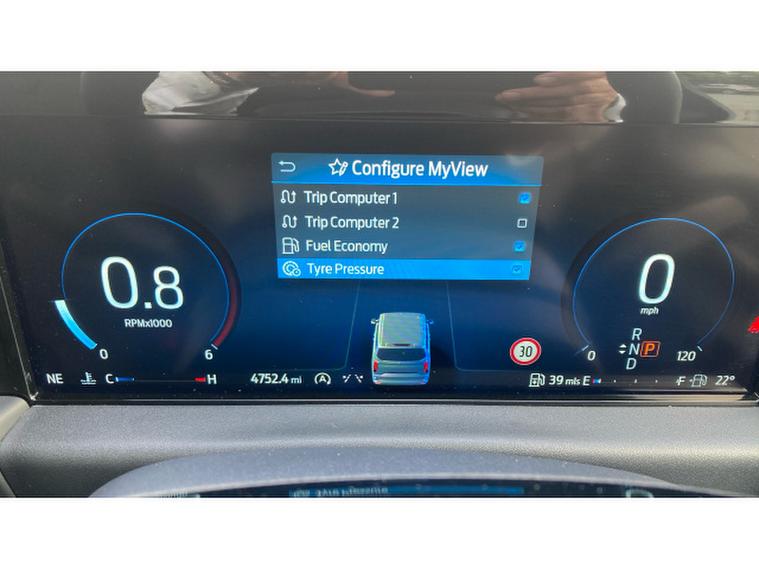 Configure MyView
Trip Computer 1
Trip Computer 2
Fuel Economy
Tyre Pressure
0.8
RPMx1000
0 6
0
mph
0 120
30
R
N P
D
NE C H 4752.4 mi A 39 mls E F 22°